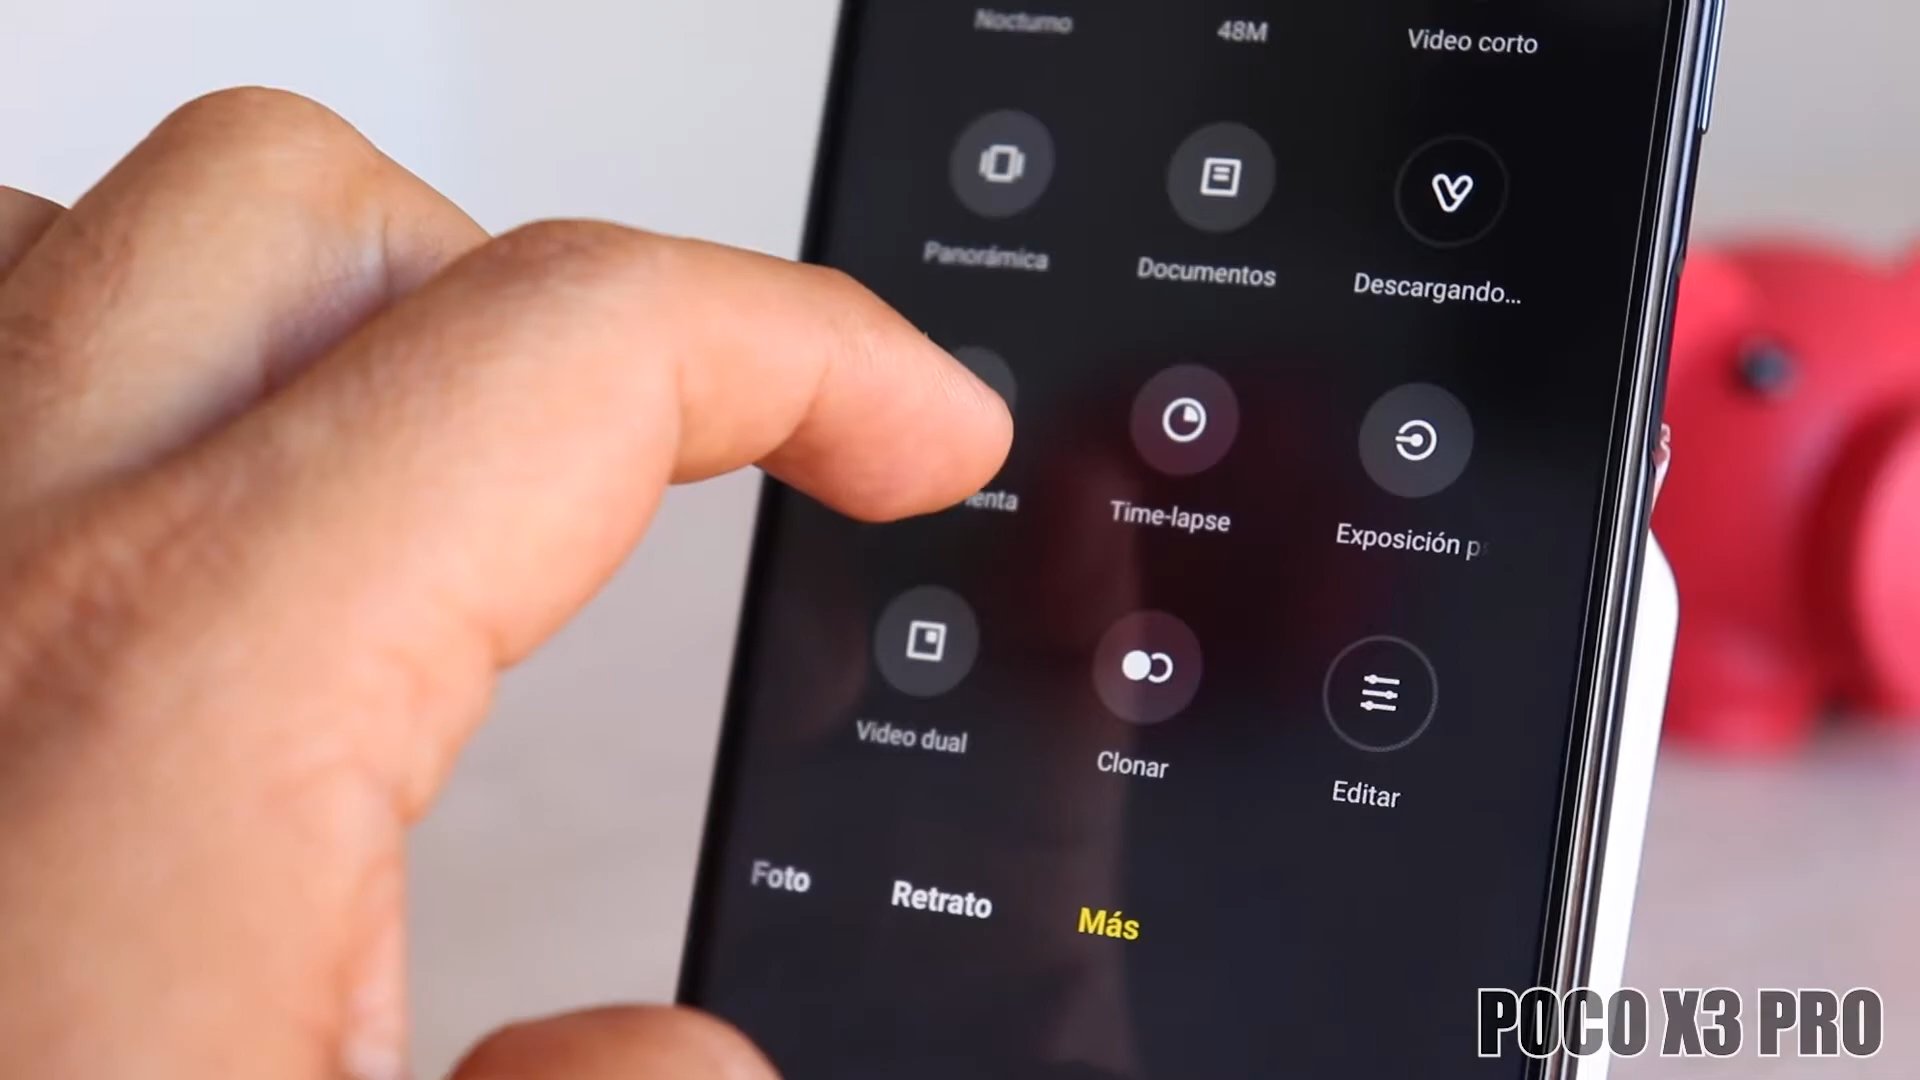 Nocturno
48M
Video corto
Panorámica
Documentos
Descargando...
Time-lapse
Exposición
Video dual
Clonar
Editar
Foto
Retrato
Más
POCO X3 PRO